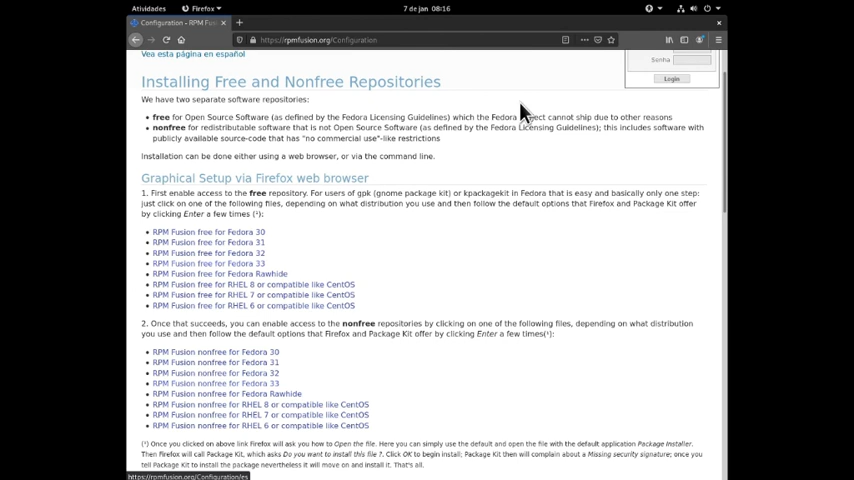 Atividades Firefox 7 de jan 08:16
Configuration - RPM Fusi
https://rpmfusion.org/Configuration
Vea esta página en español
Senha
Login
Installing Free and Nonfree Repositories
We have two separate software repositories:
free for Open Source Software (as defined by the Fedora Licensing Guidelines) which the Fedora cannot ship due to other reasons
nonfree for redistributable software that is not Open Source Software (as defined by the Fedora Licensing Guidelines); this includes software with
publicly available source-code that has "no commercial use"-like restrictions
Installation can be done either using a web browser, or via the command line.
Graphical Setup via Firefox web browser
1. First enable access to the free repository. For users of gpk (gnome package kit) or kpackagekit in Fedora that is easy and basically only one step:
just click on one of the following files, depending on what distribution you use and then follow the default options that Firefox and Package Kit offer
by clicking Enter a few times (¹):
RPM Fusion free for Fedora 30
RPM Fusion free for Fedora 31
RPM Fusion free for Fedora 32
RPM Fusion free for Fedora 33
RPM Fusion free for Fedora Rawhide
RPM Fusion free for RHEL 8 or compatible like CentOS
RPM Fusion free for RHEL 7 or compatible like CentOS
RPM Fusion free for RHEL 6 or compatible like CentOS
2. Once that succeeds, you can enable access to the nonfree repositories by clicking on one of the following files, depending on what distribution
you use and then follow the default options that Firefox and Package Kit offer by clicking Enter a few times(¹):
RPM Fusion nonfree for Fedora 30
RPM Fusion nonfree for Fedora 31
RPM Fusion nonfree for Fedora 32
RPM Fusion nonfree for Fedora 33
RPM Fusion nonfree for Fedora Rawhide
RPM Fusion nonfree for RHEL 8 or compatible like CentOS
RPM Fusion nonfree for RHEL 7 or compatible like CentOS
RPM Fusion nonfree for RHEL 6 or compatible like CentOS
(¹) Once you clicked on above link Firefox will ask you how to Open the file. Here you can simply use the default and open the file with the default application Package Installer.
Then Firefox will call Package Kit, which asks Do you want to install this file ?. Click OK to begin install; Package Kit then will complain about a Missing security signature; once you
tell Package Kit to install the package nevertheless it will move on and install it. That's all.
https://rpmfusion.org/Configuration/es